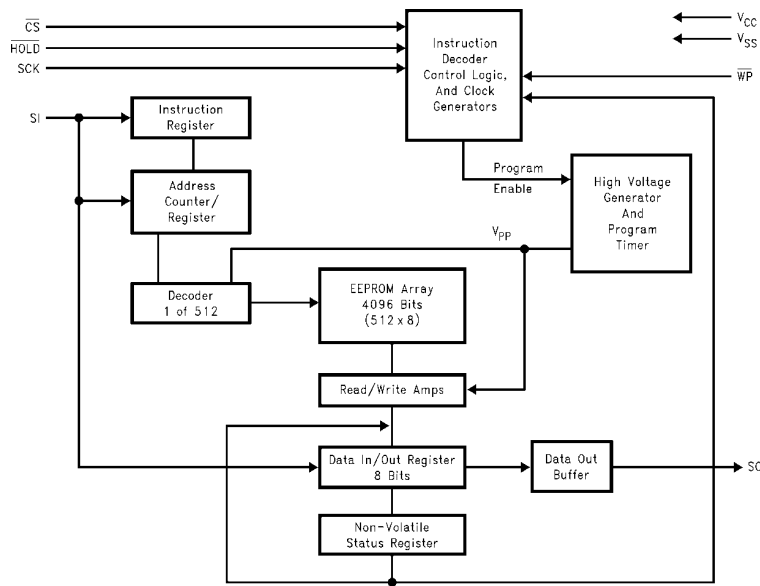 CS
HOLD
SCK
SI
Instruction
Decoder
Control Logic,
And Clock
Generators
VCC
VSS
WP
Instruction
Register
Address
Counter/
Register
Program
Enable
High Voltage
Generator
And
Program
Timer
VPP
Decoder
1 of 512
EEPROM Array
4096 Bits
(512 x 8)
Read/Write Amps
Data In/Out Register
8 Bits
Data Out
Buffer
SO
Non-Volatile
Status Register